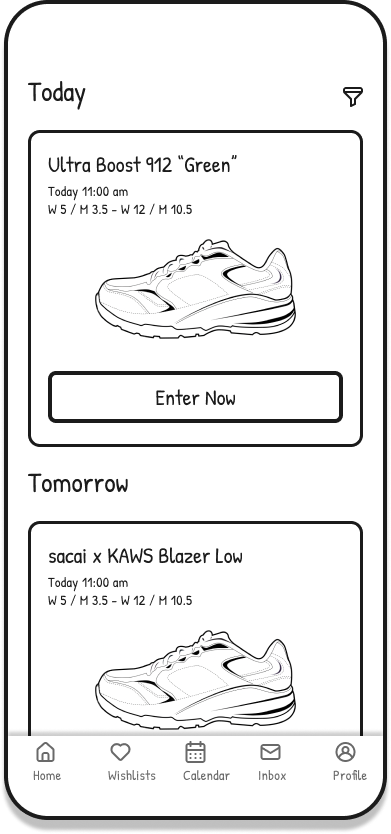 Today
Ultra Boost 912 “Green”
Today 11:00 am
W 5 / M 3.5 - W 12 / M 10.5
Enter Now
Tomorrow
sacai x KAWS Blazer Low
Today 11:00 am
W 5 / M 3.5 - W 12 / M 10.5
Home Wishlists Calendar Inbox Profile